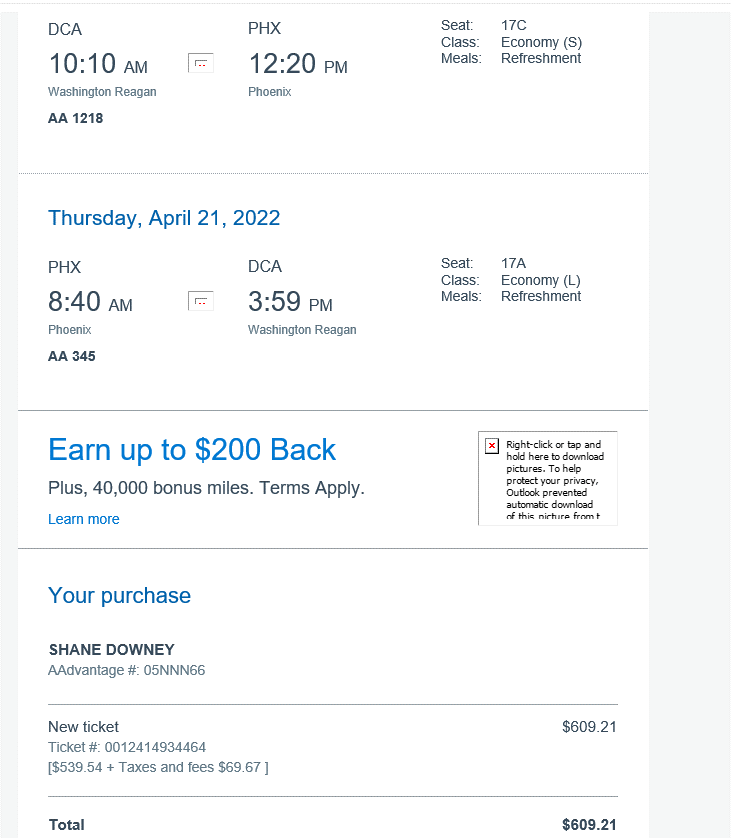 DCA PHX Seat: 17C
Class: Economy (S)
10:10 AM 12:20 PM Meals: Refreshment
Washington Reagan Phoenix
AA 1218
Thursday, April 21, 2022
PHX DCA Seat: 17A
Class: Economy (L)
8:40 AM 3:59 PM Meals: Refreshment
Phoenix Washington Reagan
AA 345
Earn up to $200 Back
Plus, 40,000 bonus miles. Terms Apply.
Learn more
Right-click or tap and
hold here to download
pictures. To help
protect your privacy,
Outlook prevented
automatic download
of this picture from t
Your purchase
SHANE DOWNEY
AAdvantage #: 05NNN66
New ticket $609.21
Ticket #: 0012414934464
[$539.54 + Taxes and fees $69.67 ]
Total $609.21